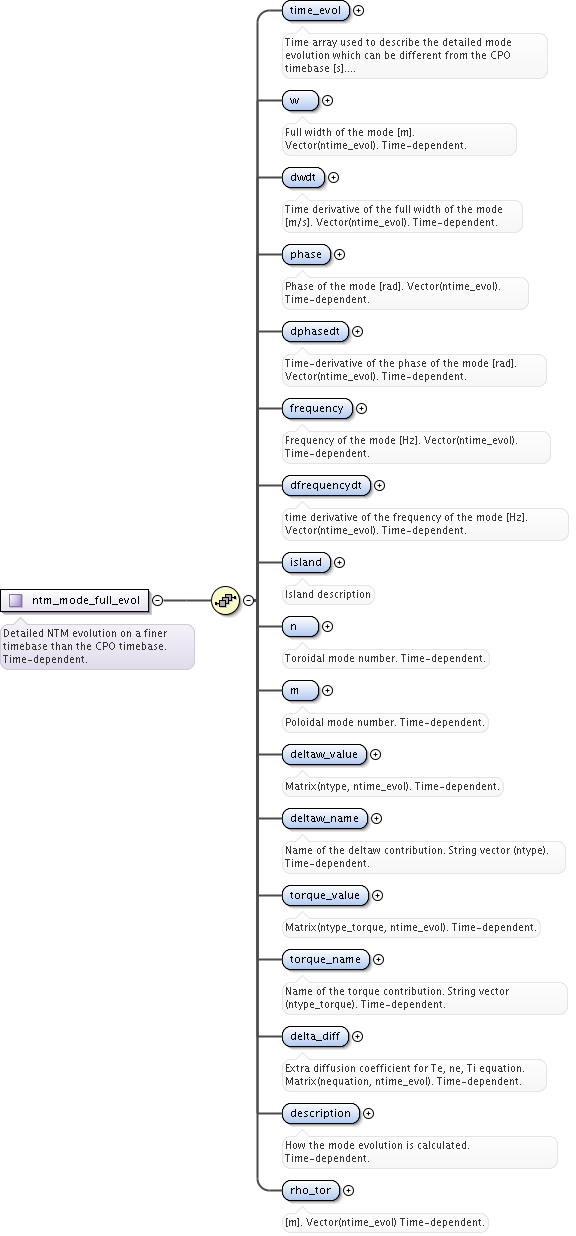 time_evol
Time array used to describe the detailed mode
evolution which can be different from the CPO
timebase [s]....
w
Full width of the mode [m].
Vector(ntime_evol). Time-dependent.
dwdt
Time derivative of the full width of the mode
[m/s]. Vector(ntime_evol). Time-dependent.
phase
Phase of the mode [rad]. Vector(ntime_evol).
Time-dependent.
dphasedt
Time-derivative of the phase of the mode [rad].
Vector(ntime_evol). Time-dependent.
frequency
Frequency of the mode [Hz]. Vector(ntime_evol).
Time-dependent.
dfrequencydt
time derivative of the frequency of the mode [Hz].
Vector(ntime_evol). Time-dependent.
island
Island description
ntm_mode_full_evol
Detailed NTM evolution on a finer
timebase than the CPO timebase.
Time-dependent.
n
Toroidal mode number. Time-dependent.
m
Poloidal mode number. Time-dependent.
deltaw_value
Matrix(ntype, ntime_evol). Time-dependent.
deltaw_name
Name of the deltaw contribution. String vector (ntype).
Time-dependent.
torque_value
Matrix(ntype_torque, ntime_evol). Time-dependent.
torque_name
Name of the torque contribution. String vector
(ntype_torque). Time-dependent.
delta_diff
Extra diffusion coefficient for Te, ne, Ti equation.
Matrix(nequation, ntime_evol). Time-dependent.
description
How the mode evolution is calculated.
Time-dependent.
rho_tor
[m]. Vector(ntime_evol) Time-dependent.